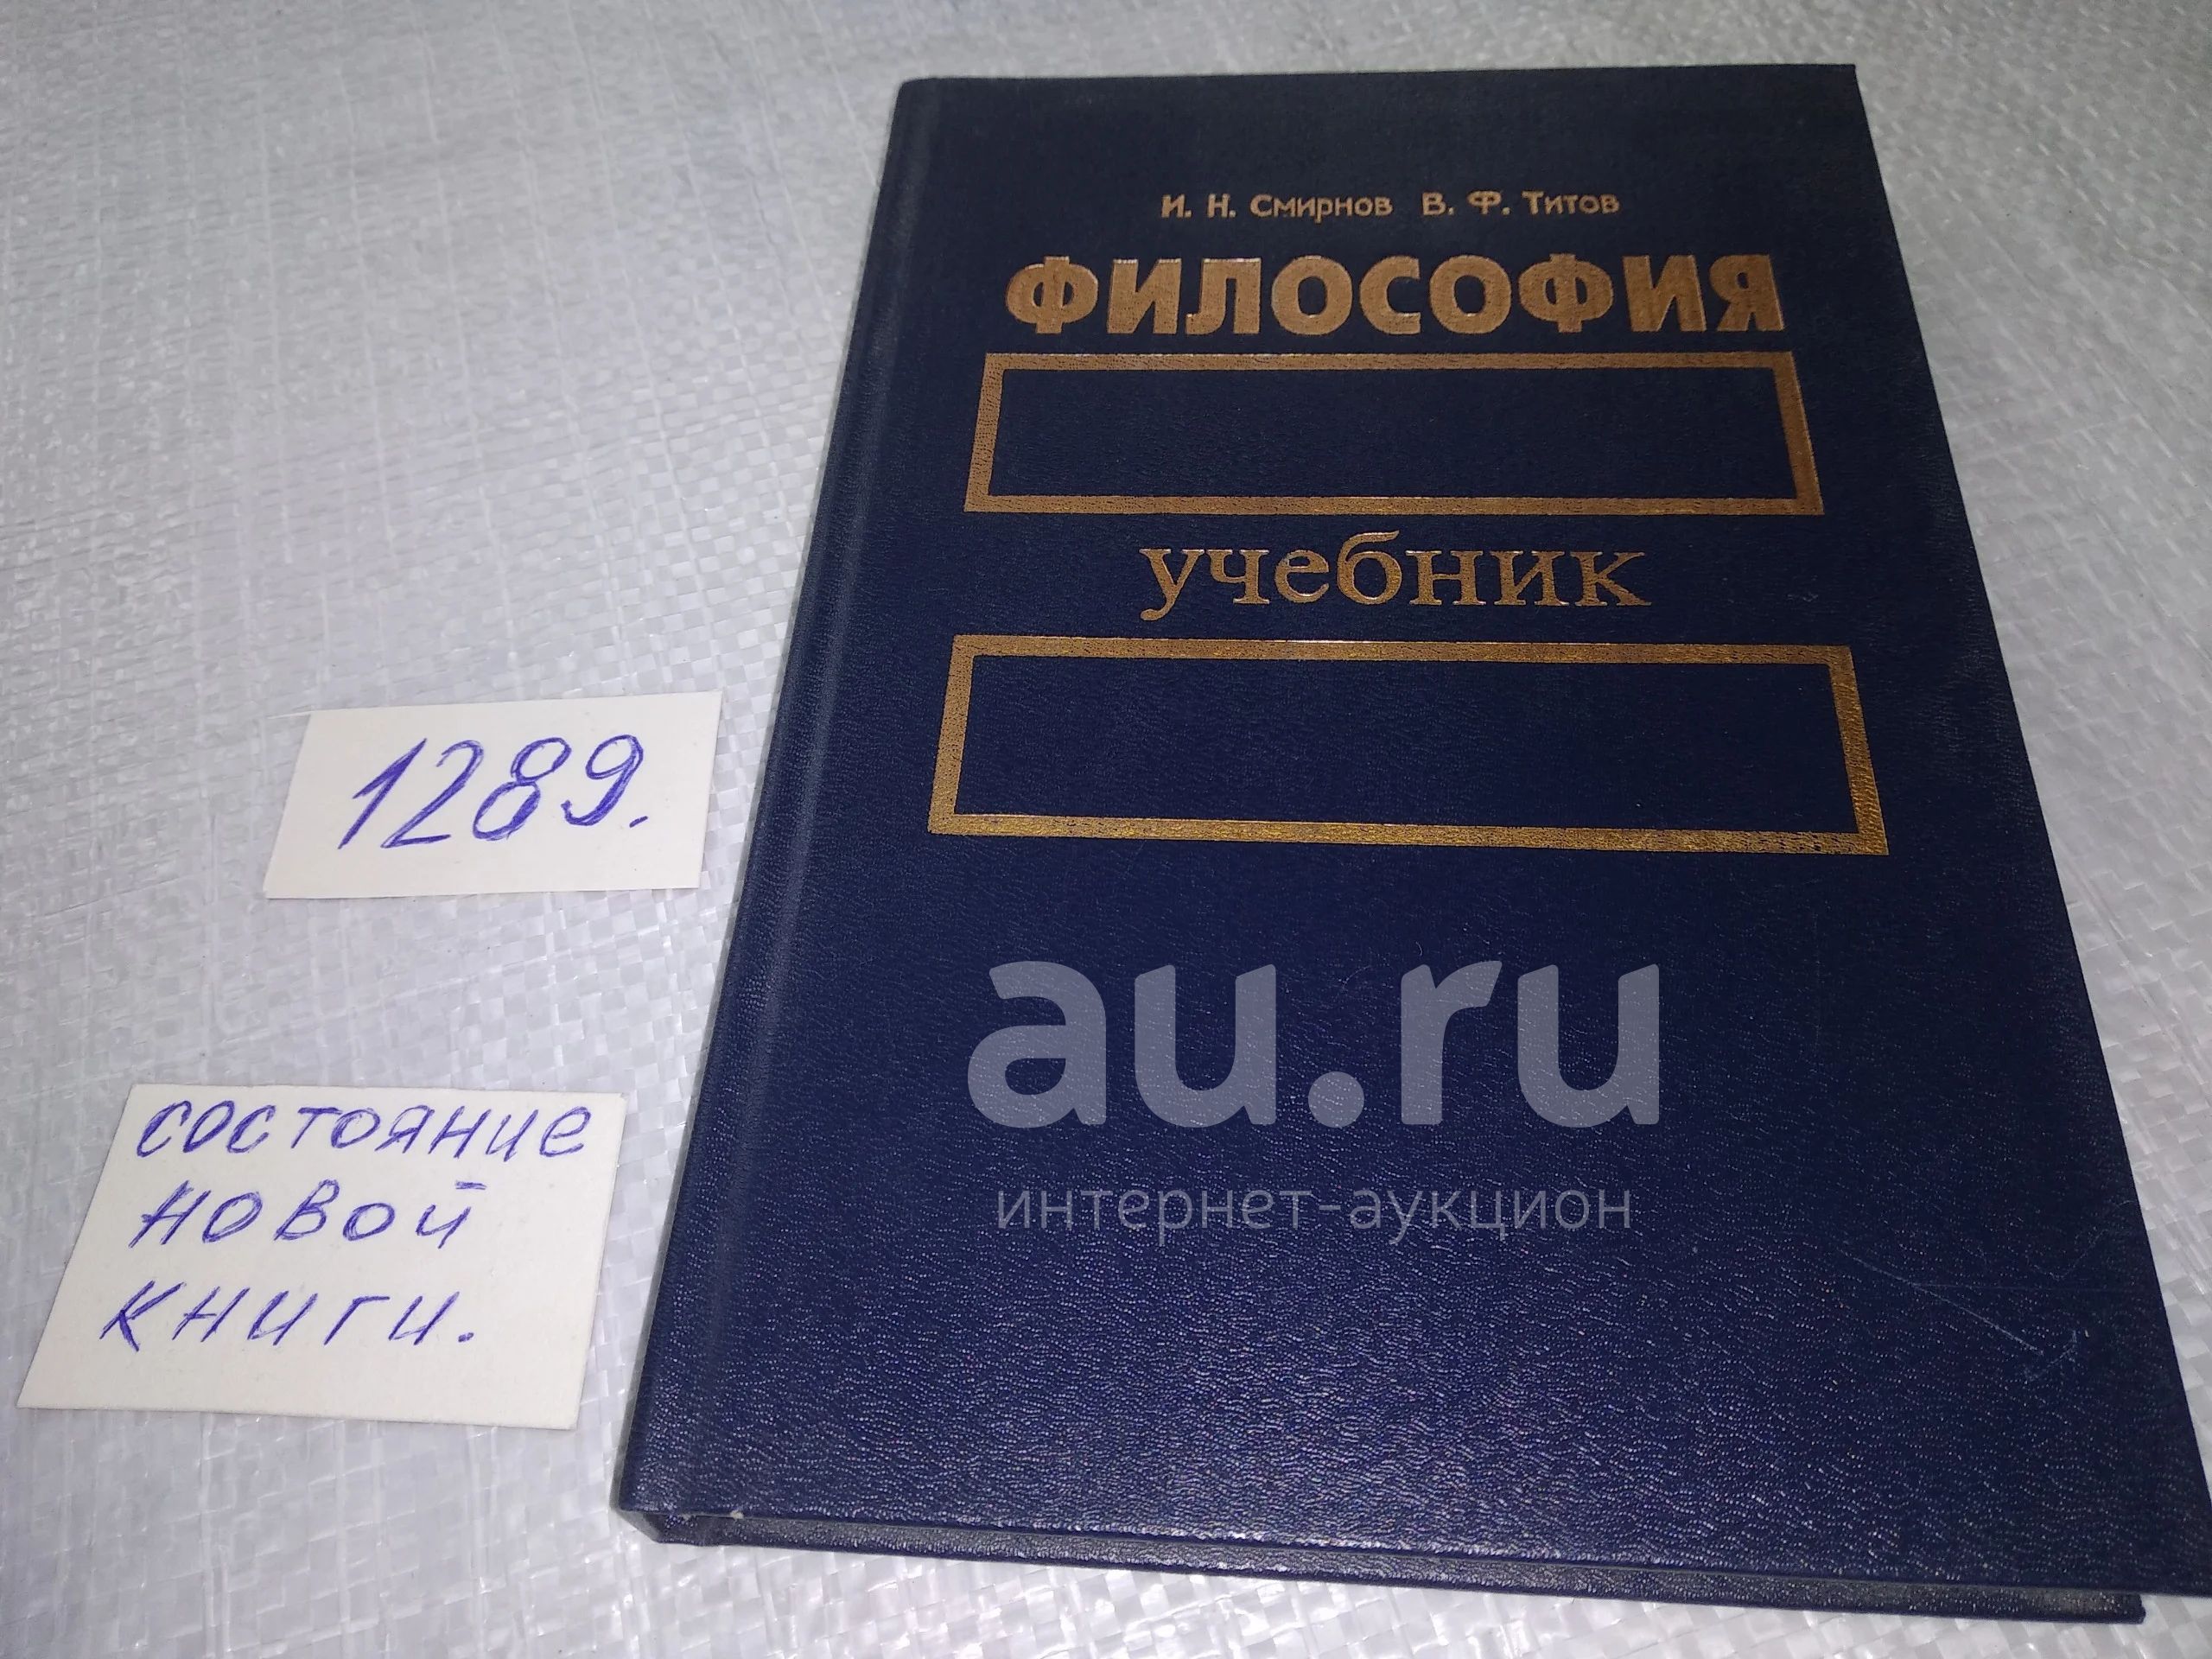 И. Н. Смирнов В. Ф. Титов
ФИЛОСОФИЯ
учебник
1289.
состояние
новой
книги.
au.ru
интернет-аукцион